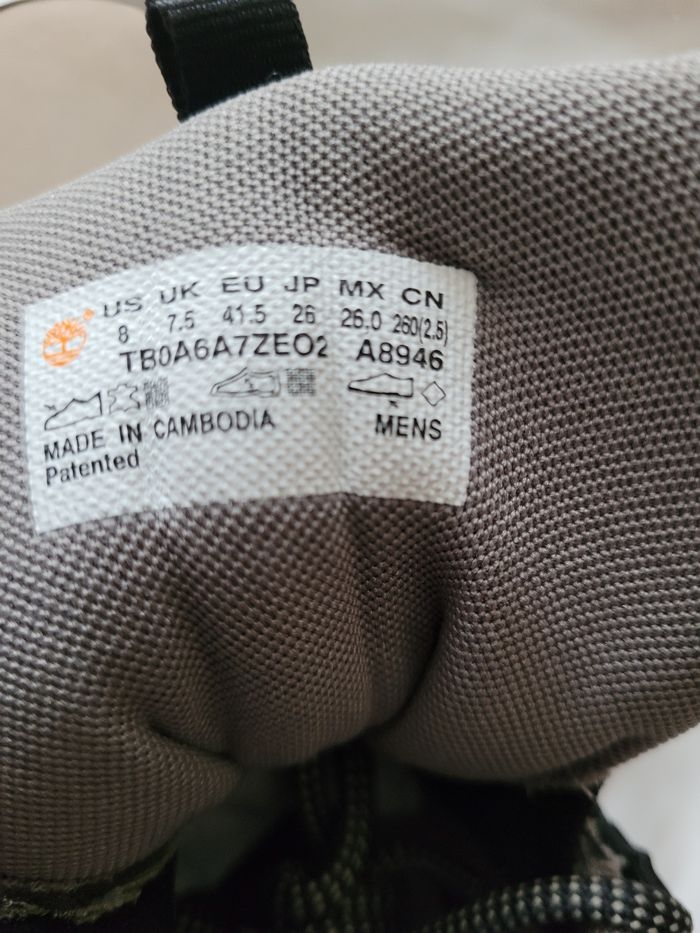 US UK EU JP MX CN
8 7.5 41.5 26 26.0 260(2.5)
TB0A6A7ZEO2 A8946
MADE IN CAMBODIA MENS
Patented